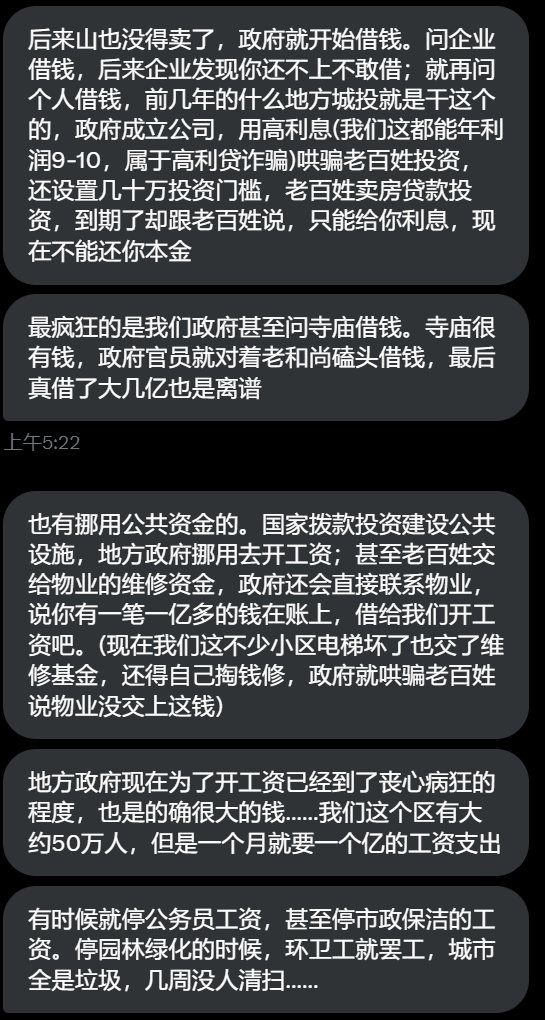 后来山也没得卖了，政府就开始借钱。问企业
借钱，后来企业发现你还不上不敢借；就再问
个人借钱，前几年的什么地方城投就是干这个
的，政府成立公司，用高利息(我们这都能年利
润9-10，属于高利贷诈骗)哄骗老百姓投资，
还设置几十万投资门槛，老百姓卖房贷款投
资，到期了却跟老百姓说，只能给你利息，现
在不能还你本金
最疯狂的是我们政府甚至问寺庙借钱。寺庙很
有钱，政府官员就对着老和尚磕头借钱，最后
真借了大几亿也是离谱
上午5:22
也有挪用公共资金的。国家拨款投资建设公共
设施，地方政府挪用去开工资；甚至老百姓交
给物业的维修资金，政府还会直接联系物业，
说你有一笔一亿多的钱在账上，借给我们开工
资吧。(现在我们这不少小区电梯坏了也交了维
修基金，还得自己掏钱修，政府就哄骗老百姓
说物业没交上这钱)
地方政府现在为了开工资已经到了丧心病狂的
程度，也是的确很大的钱......我们这个区有大
约50万人，但是一个月就要一个亿的工资支出
有时候就停公务员工资，甚至停市政保洁的工
资。停园林绿化的时候，环卫工就罢工，城市
全是垃圾，几周没人清扫......